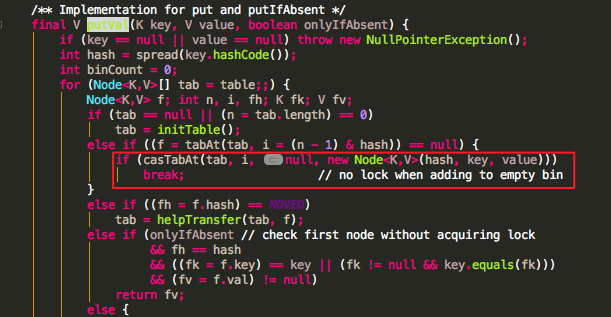 /** Implementation for put and putIfAbsent */
final V putVal(K key, V value, boolean onlyIfAbsent) {
if (key == null || value == null) throw new NullPointerException();
int hash = spread(key.hashCode());
int binCount = 0;
for (Node<K,V>[] tab = table;;) {
Node<K,V> f; int n, i, fh; K fk; V fv;
if (tab == null || (n = tab.length) == 0)
tab = initTable();
else if ((f = tabAt(tab, i = (n - 1) & hash)) == null) {
if (casTabAt(tab, i, c: null, new Node<K,V>(hash, key, value)))
break; // no lock when adding to empty bin
}
else if ((fh = f.hash) == MOVED)
tab = helpTransfer(tab, f);
else if (onlyIfAbsent // check first node without acquiring lock
&& fh == hash
&& ((fk = f.key) == key || (fk != null && key.equals(fk)))
&& (fv = f.val) != null)
return fv;
else {